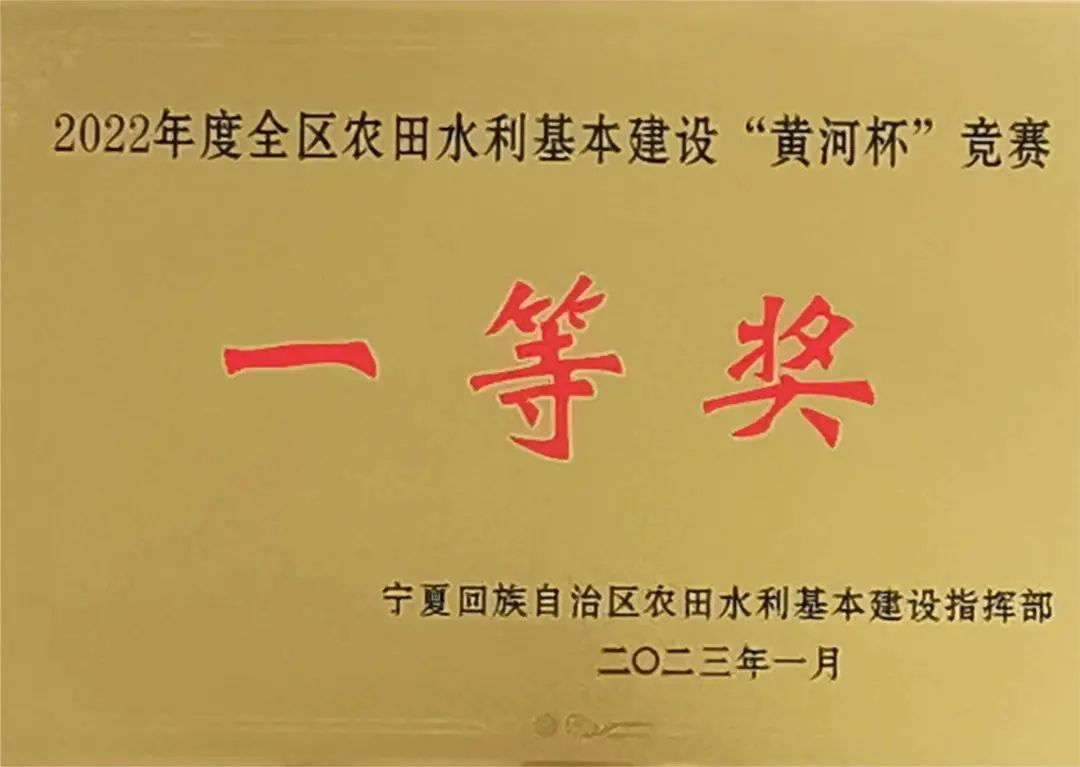 2022年度全区农田水利基本建设“黄河杯”竞赛
一等奖
宁夏回族自治区农田水利基本建设指挥部
二〇二三年一月